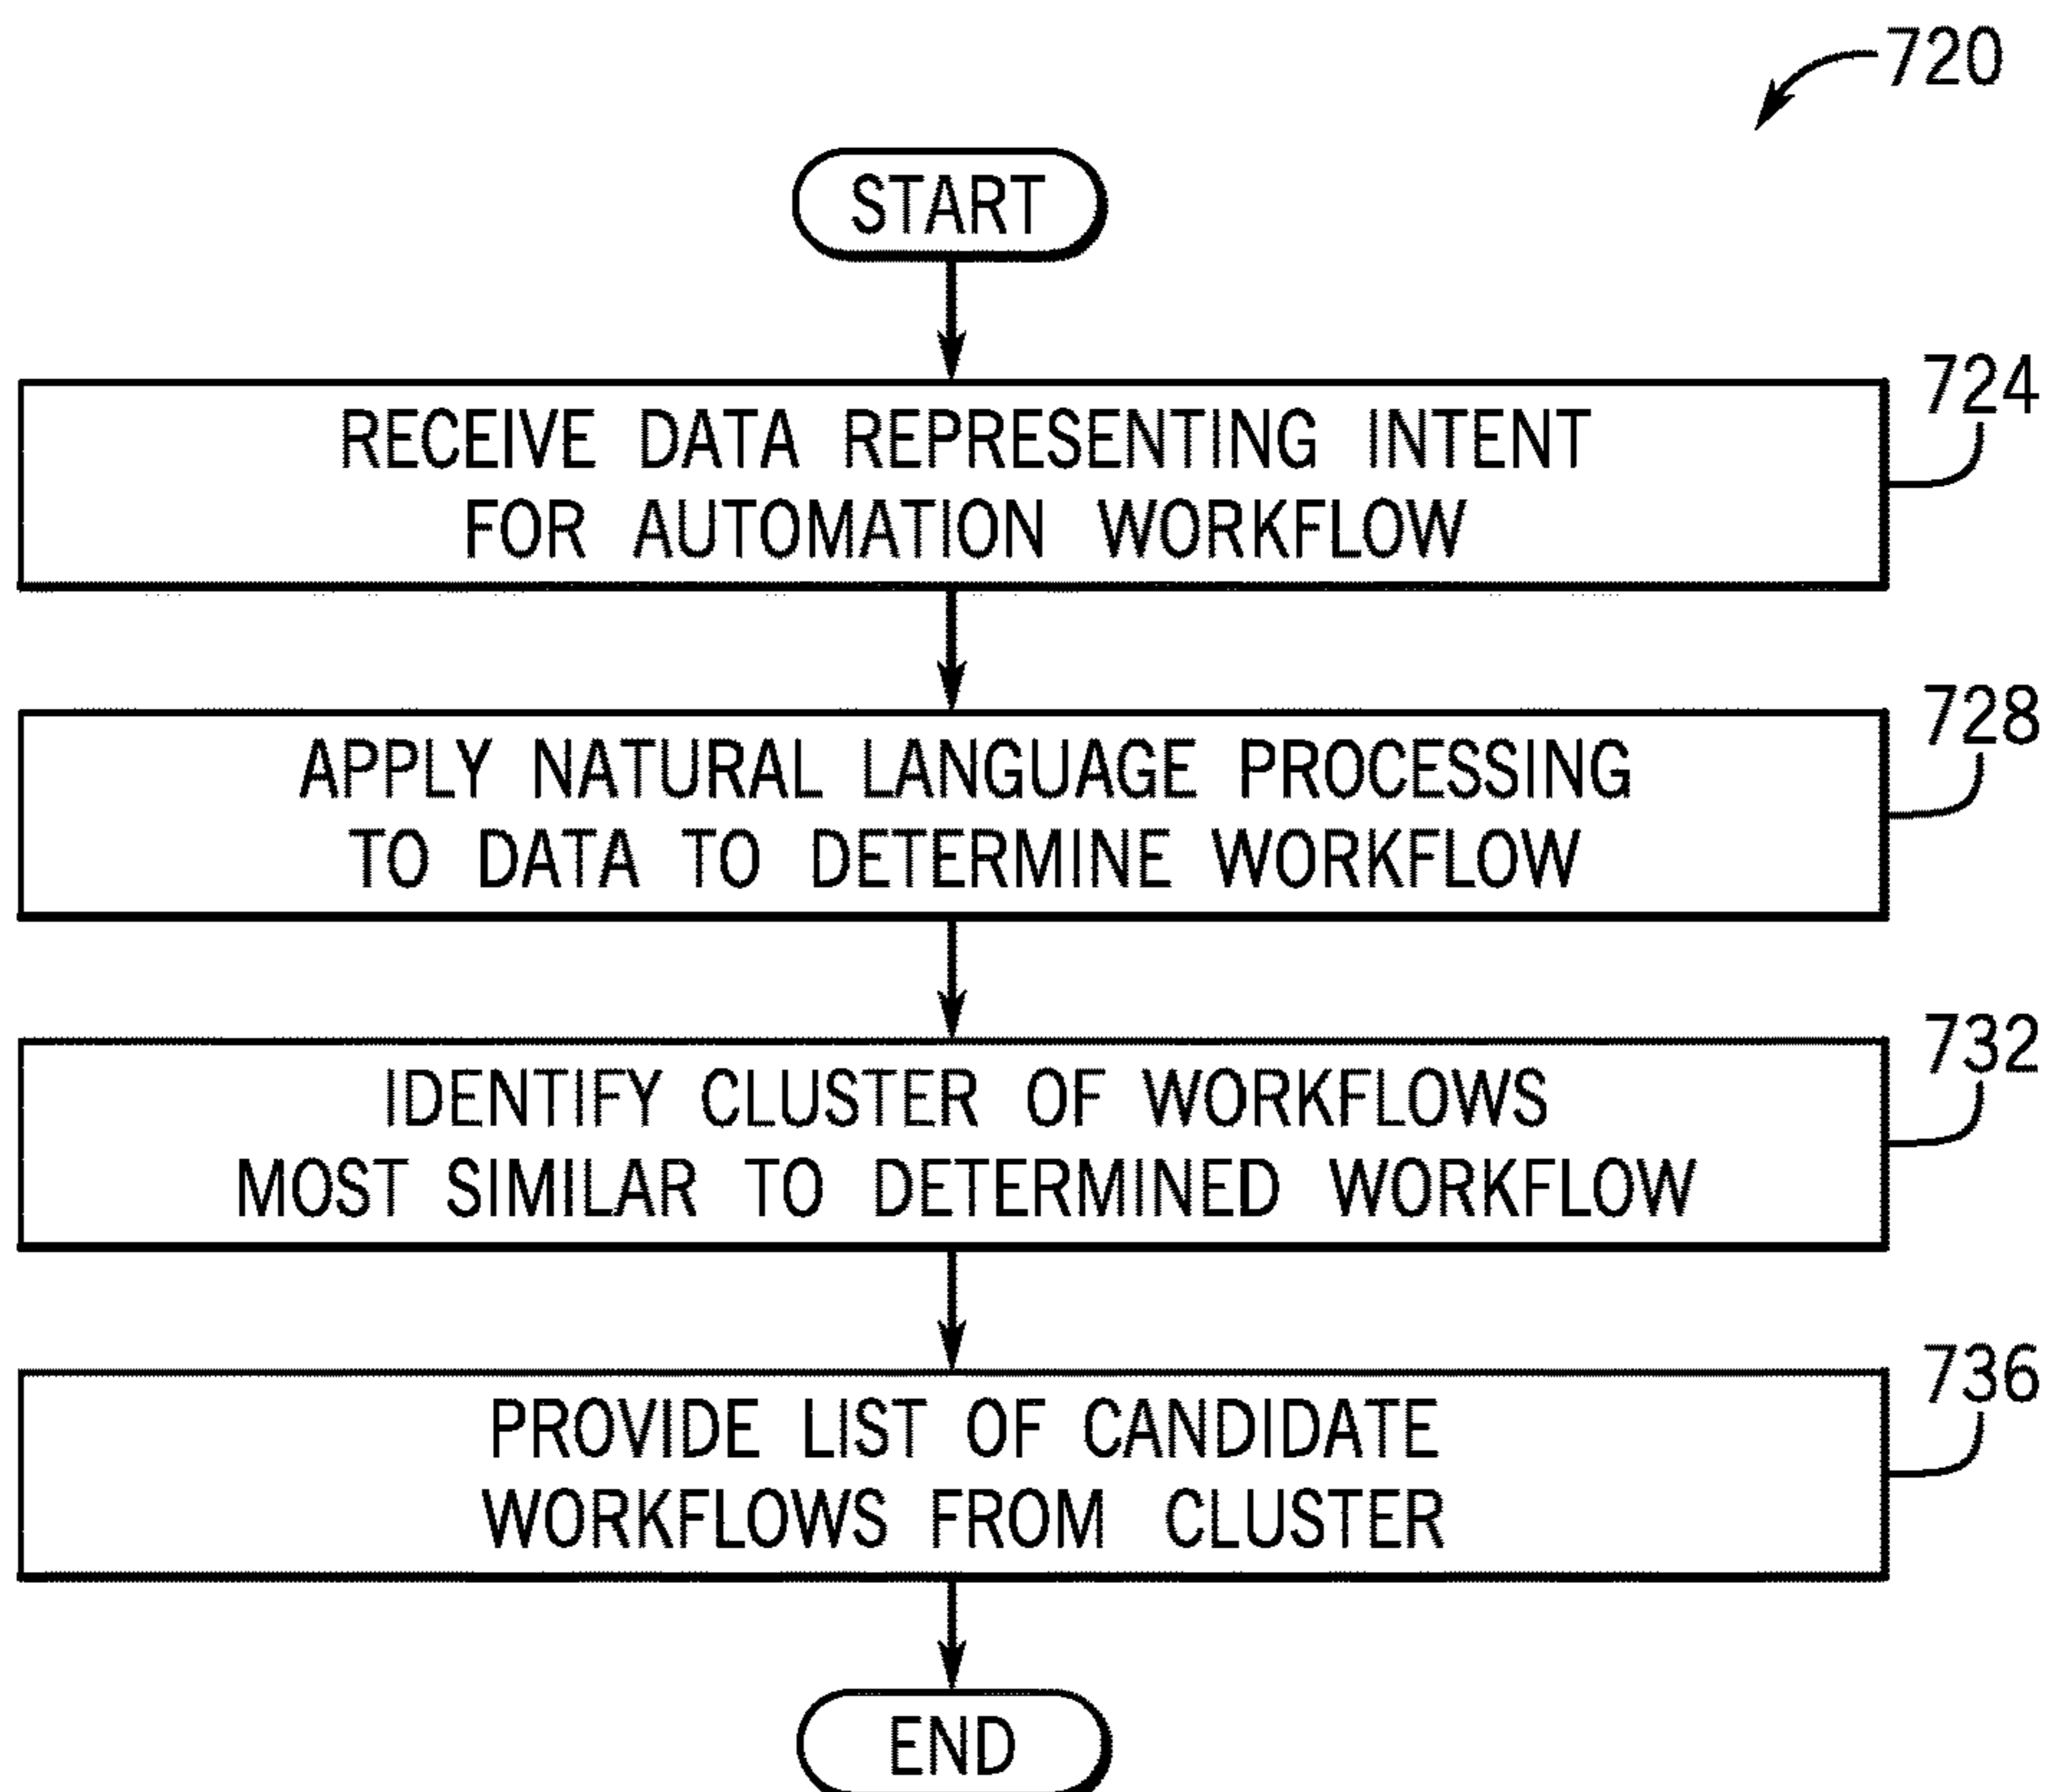 720
START
724
RECEIVE DATA REPRESENTING INTENT
FOR AUTOMATION WORKFLOW
728
APPLY NATURAL LANGUAGE PROCESSING
TO DATA TO DETERMINE WORKFLOW
732
IDENTIFY CLUSTER OF WORKFLOWS
MOST SIMILAR TO DETERMINED WORKFLOW
736
PROVIDE LIST OF CANDIDATE
WORKFLOWS FROM CLUSTER
END